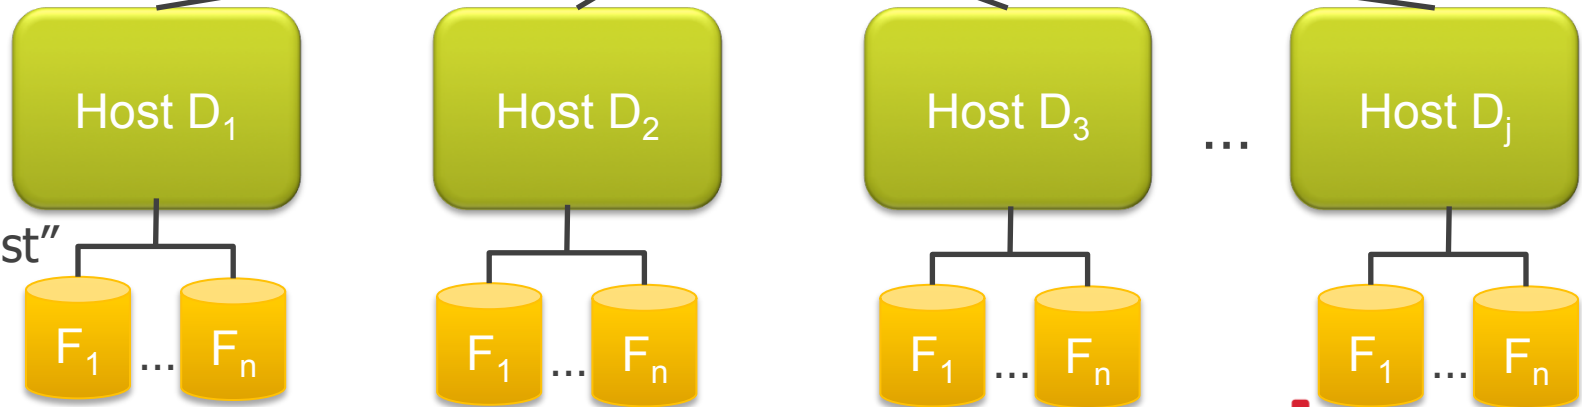 Host D₁ Host D₂ Host D₃ ... Host Dⱼ
st”
F₁ ... Fₙ F₁ ... Fₙ F₁ ... Fₙ F₁ ... Fₙ